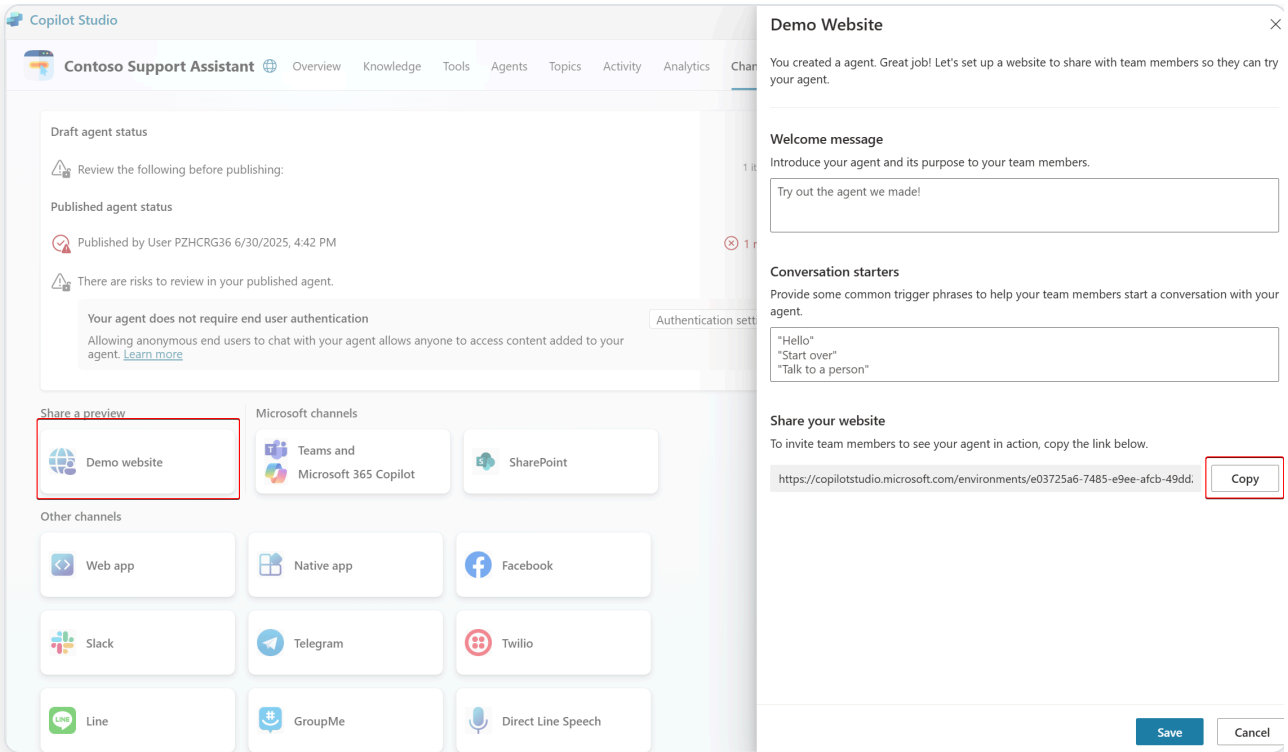 Copilot Studio
Contoso Support Assistant
Overview
Knowledge
Tools
Agents
Topics
Activity
Analytics
Chan
Draft agent status
Review the following before publishing:
1 it
Published agent status
Published by User PZHCRG36 6/30/2025, 4:42 PM
1 r
There are risks to review in your published agent.
Your agent does not require end user authentication
Authentication setti
Allowing anonymous end users to chat with your agent allows anyone to access content added to your
agent. Learn more
Share a preview
Microsoft channels
Demo website
Teams and
Microsoft 365 Copilot
SharePoint
Other channels
Web app
Native app
Facebook
Slack
Telegram
Twilio
LINE
Line
GroupMe
Direct Line Speech
Demo Website
You created a agent. Great job! Let's set up a website to share with team members so they can try
your agent.
Welcome message
Introduce your agent and its purpose to your team members.
Try out the agent we made!
Conversation starters
Provide some common trigger phrases to help your team members start a conversation with your
agent.
"Hello"
"Start over"
"Talk to a person"
Share your website
To invite team members to see your agent in action, copy the link below.
https://copilotstudio.microsoft.com/environments/e03725a6-7485-e9ee-afcb-49dd
Copy
Save
Cancel